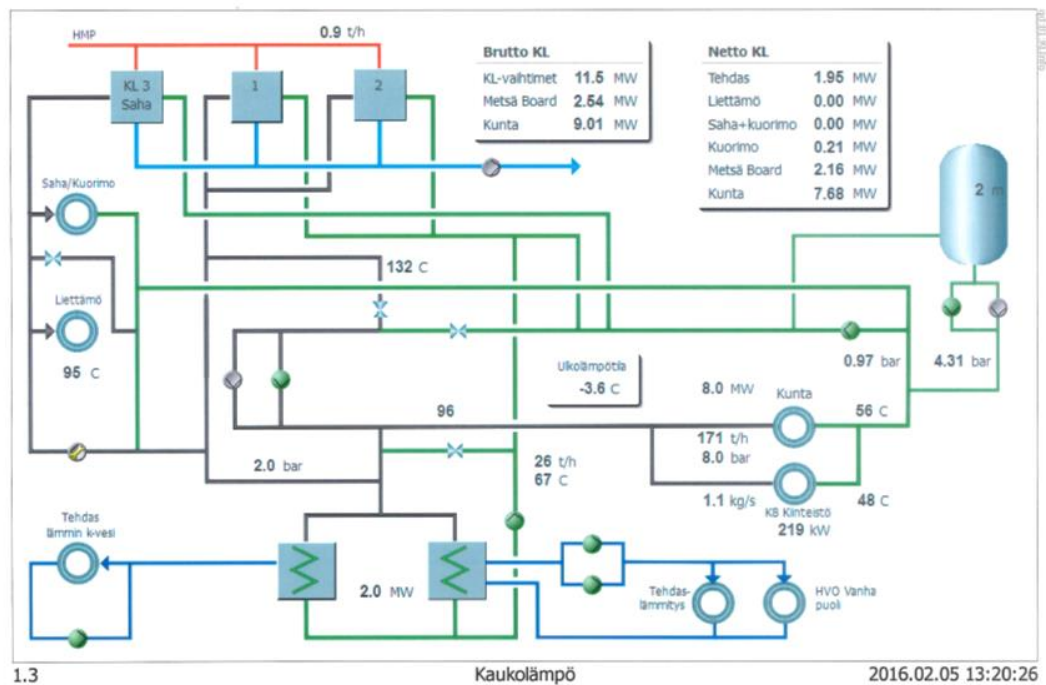 HMP
0.9 t/h
KL 3
Saha
1
2
Brutto KL
KL-vaihtimet 11.5 MW
Metsä Board 2.54 MW
Kunta 9.01 MW
Netto KL
Tehdas 1.95 MW
Liettämö 0.00 MW
Saha+kuorimo 0.00 MW
Kuorimo 0.21 MW
Metsä Board 2.16 MW
Kunta 7.68 MW
2 m
Saha/Kuorimo
132 C
Liettämö
95 C
0.97 bar
4.31 bar
Ulkolämpötila
-3.6 C
8.0 MW
Kunta
96
56 C
171 t/h
8.0 bar
2.0 bar
26 t/h
67 C
1.1 kg/s
48 C
KB Kiinteistö
219 kW
Tehdas
lämmin k-vesi
2.0 MW
Tehdas-
lämmitys
HVO Vanha
puoli
1.3
Kaukolämpö
2016.02.05 13:20:26